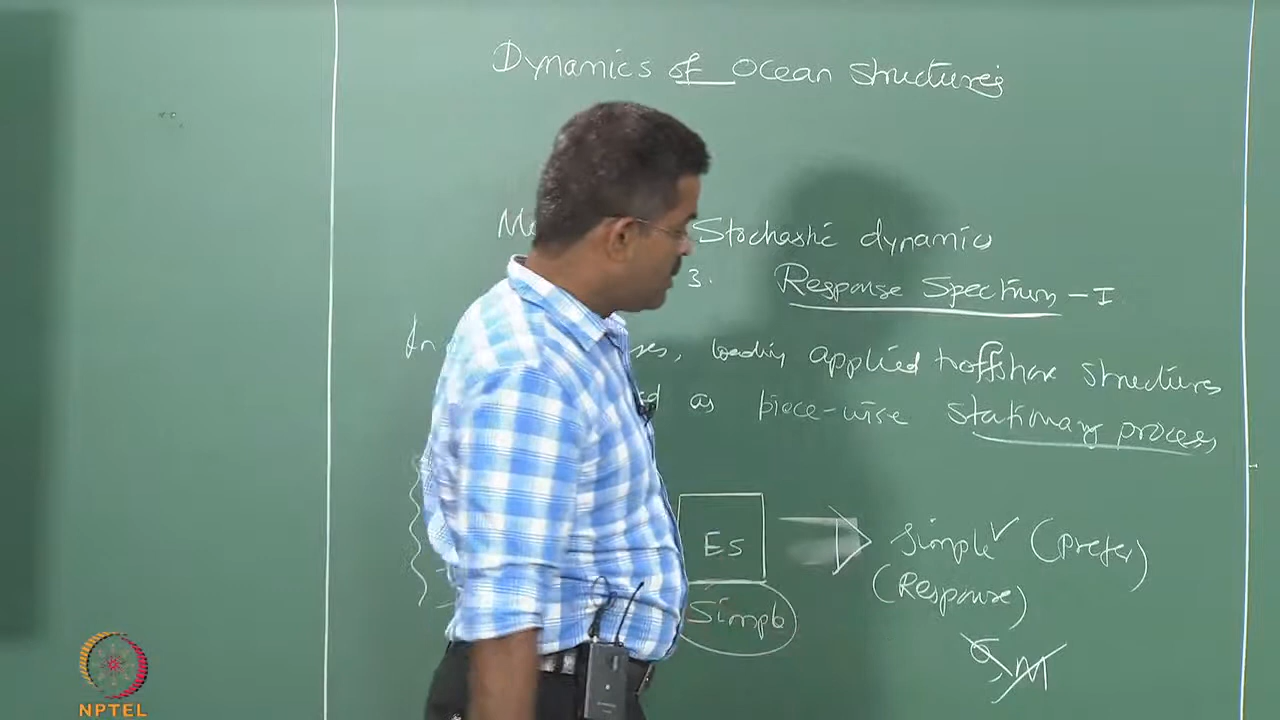 Dynamics of Ocean Structures
Stochastic dynamics
3. Response Spectrum - I
In loading applied to offshore structures
as piece-wise stationary process
Es
Simple (prefer)
(Response)
Simple
σ, M
NPTEL